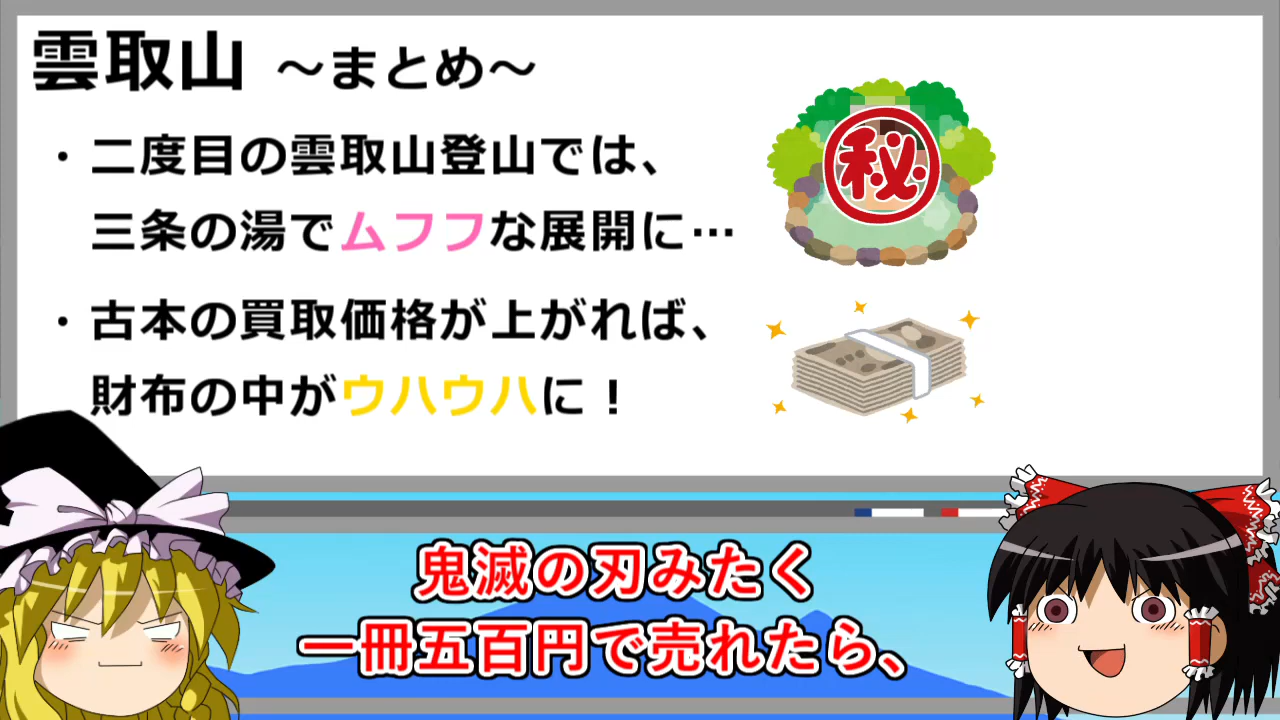 雲取山 ～まとめ～
・二度目の雲取山登山では、
三条の湯でムフフな展開に…
㊙
・古本の買取価格が上がれば、
財布の中がウハウハに！
鬼滅の刃みたく
一冊五百円で売れたら、